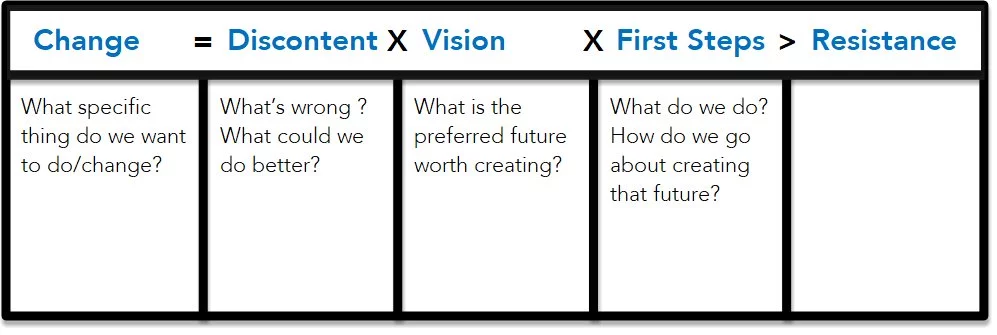 Change = Discontent X Vision X First Steps > Resistance
What specific
thing do we want
to do/change?
What's wrong ?
What could we
do better?
What is the
preferred future
worth creating?
What do we do?
How do we go
about creating
that future?